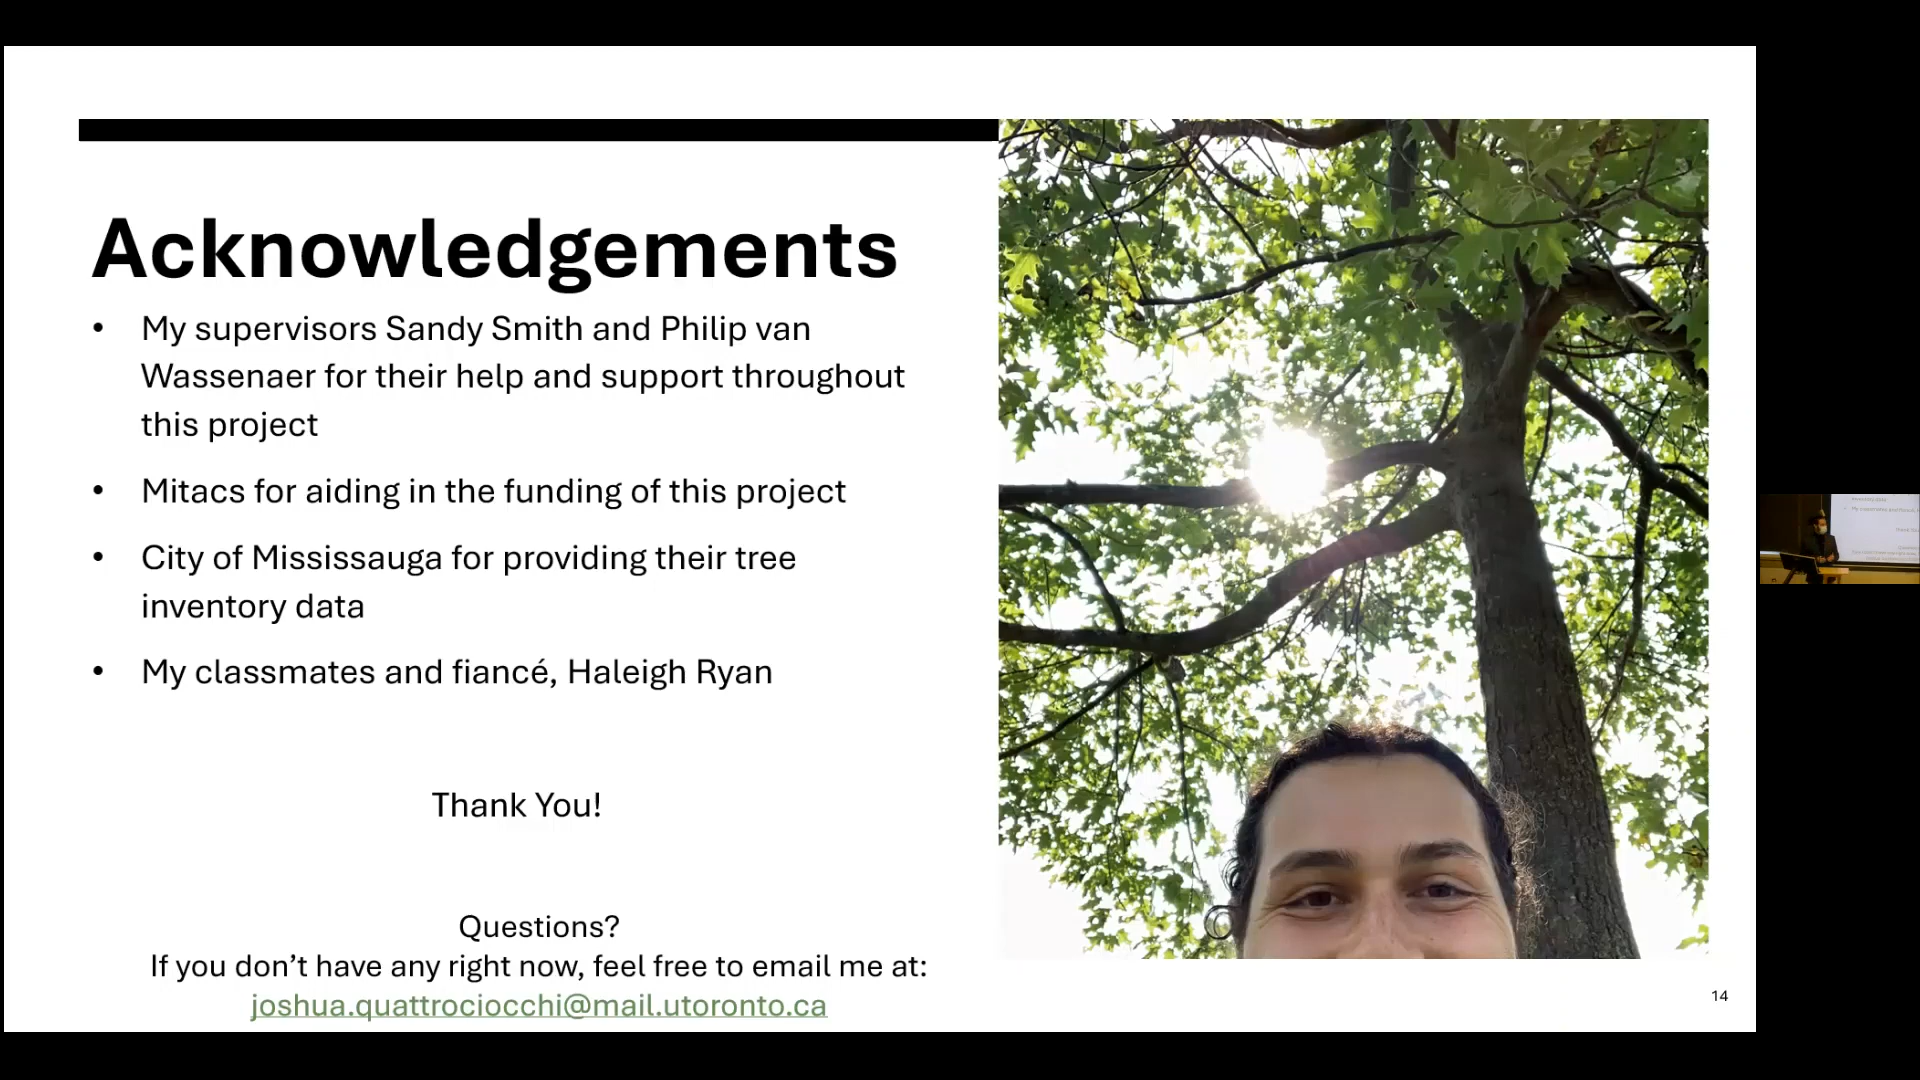 Acknowledgements
• My supervisors Sandy Smith and Philip van
Wassenaer for their help and support throughout
this project
• Mitacs for aiding in the funding of this project
• City of Mississauga for providing their tree
inventory data
• My classmates and fiancé, Haleigh Ryan
Thank You!
Questions?
If you don’t have any right now, feel free to email me at:
joshua.quattrociocchi@mail.utoronto.ca
14